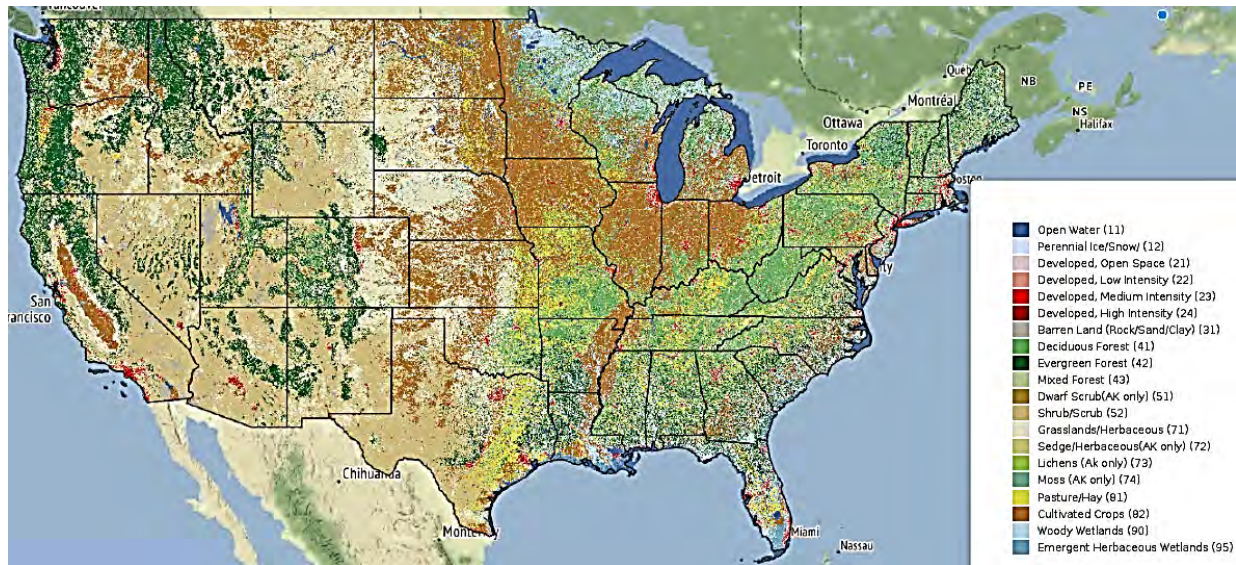 Québ
NB
PE
NS
Montréal
Halifax
Ottawa
Toronto
Detroit
San
rancisco
Chihuahua
Monterrey
Miami
Nassau
Open Water (11)
Perennial Ice/Snow/ (12)
Developed, Open Space (21)
Developed, Low Intensity (22)
Developed, Medium Intensity (23)
Developed, High Intensity (24)
Barren Land (Rock/Sand/Clay) (31)
Deciduous Forest (41)
Evergreen Forest (42)
Mixed Forest (43)
Dwarf Scrub(AK only) (51)
Shrub/Scrub (52)
Grasslands/Herbaceous (71)
Sedge/Herbaceous(AK only) (72)
Lichens (Ak only) (73)
Moss (AK only) (74)
Pasture/Hay (81)
Cultivated Crops (82)
Woody Wetlands (90)
Emergent Herbaceous Wetlands (95)